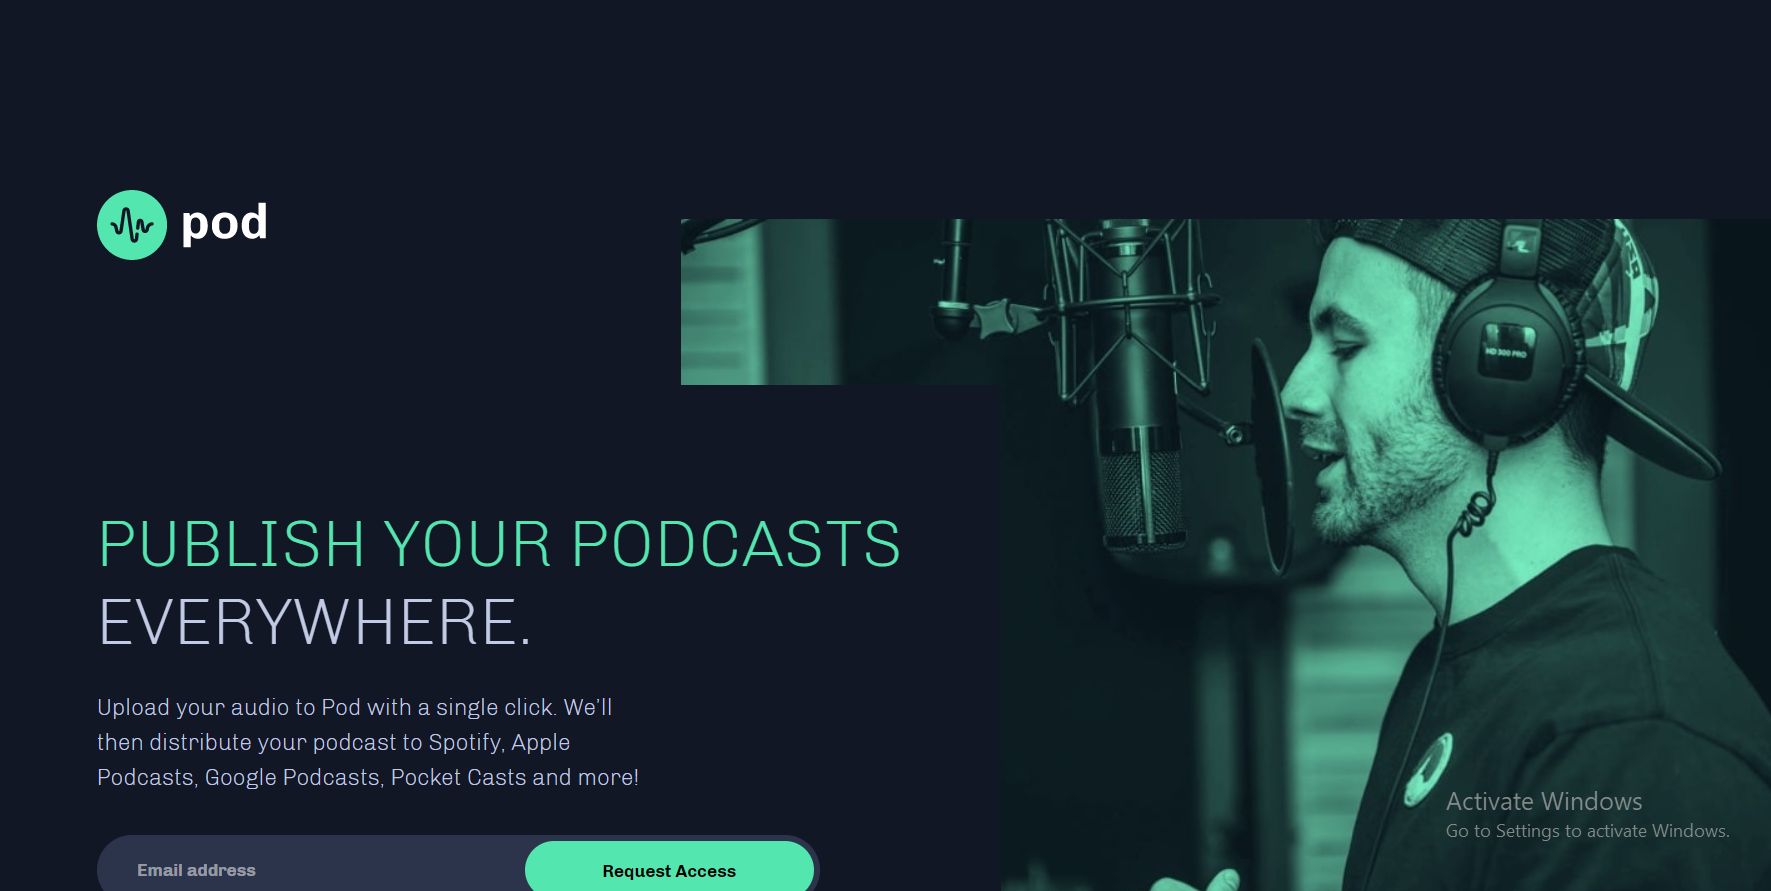 pod
HD 300 PRO
PUBLISH YOUR PODCASTS
EVERYWHERE.
Upload your audio to Pod with a single click. We’ll
then distribute your podcast to Spotify, Apple
Podcasts, Google Podcasts, Pocket Casts and more!
Email address
Request Access
Activate Windows
Go to Settings to activate Windows.